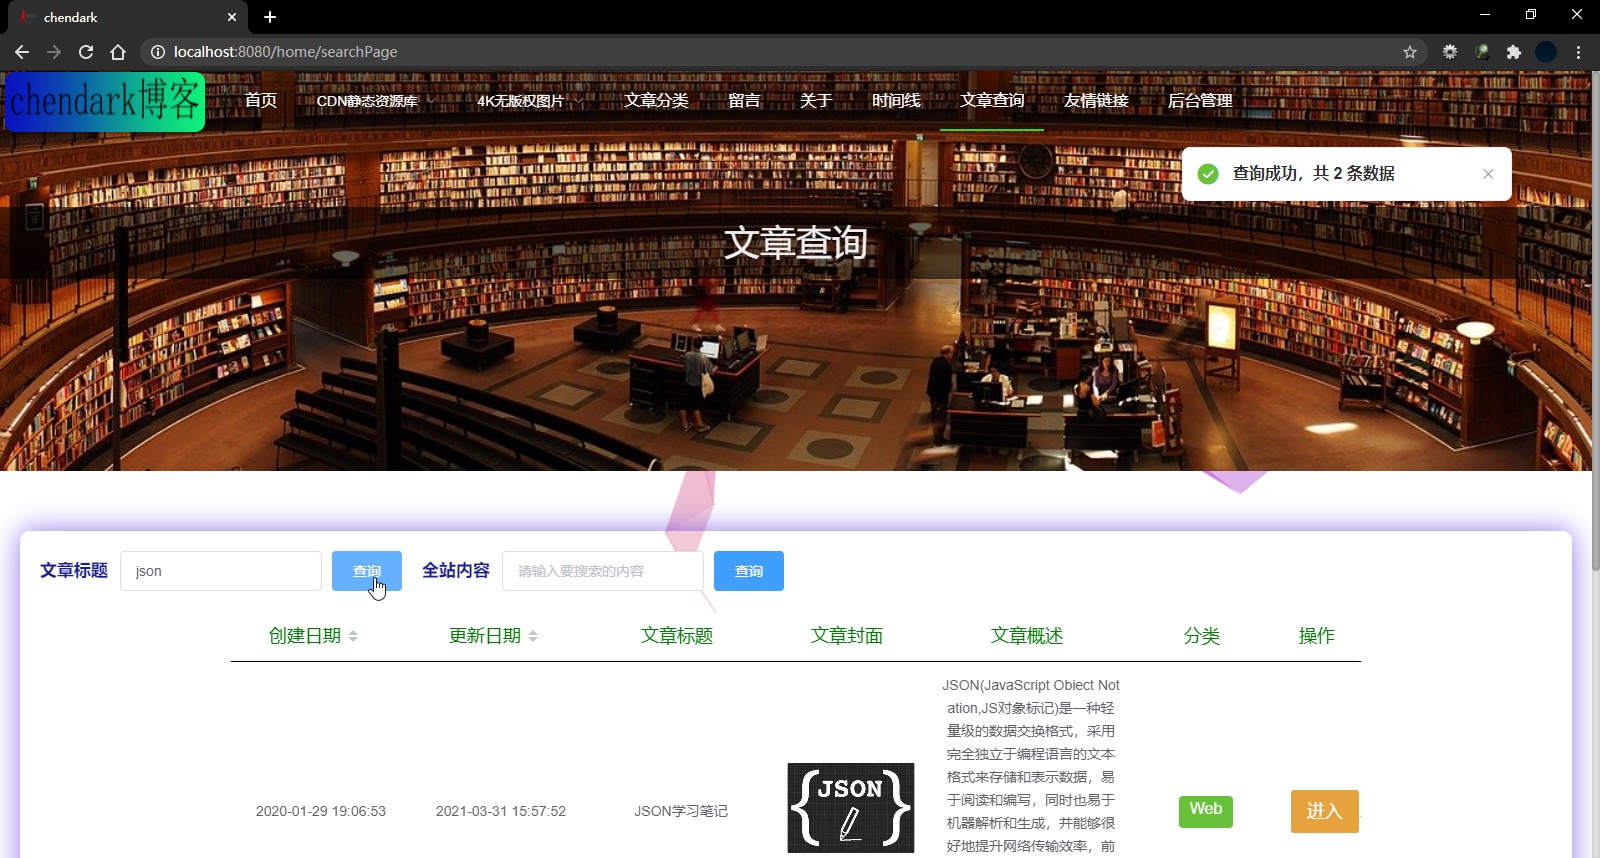 chendark
localhost:8080/home/searchPage
chendark博客
首页 CDN静态资源库 4K无版权图片 文章分类 留言 关于 时间线 文章查询 友情链接 后台管理
查询成功，共 2 条数据
文章查询
文章标题 json 查询 全站内容 请输入要搜索的内容 查询
创建日期 更新日期 文章标题 文章封面 文章概述 分类 操作
JSON(JavaScript Obiect Not
ation,JS对象标记)是一种轻
量级的数据交换格式，采用
完全独立于编程语言的文本
格式来存储和表示数据，易
于阅读和编写，同时也易于
机器解析和生成，并能够很
好地提升网络传输效率，前
2020-01-29 19:06:53 2021-03-31 15:57:52 JSON学习笔记 {JSON} Web 进入